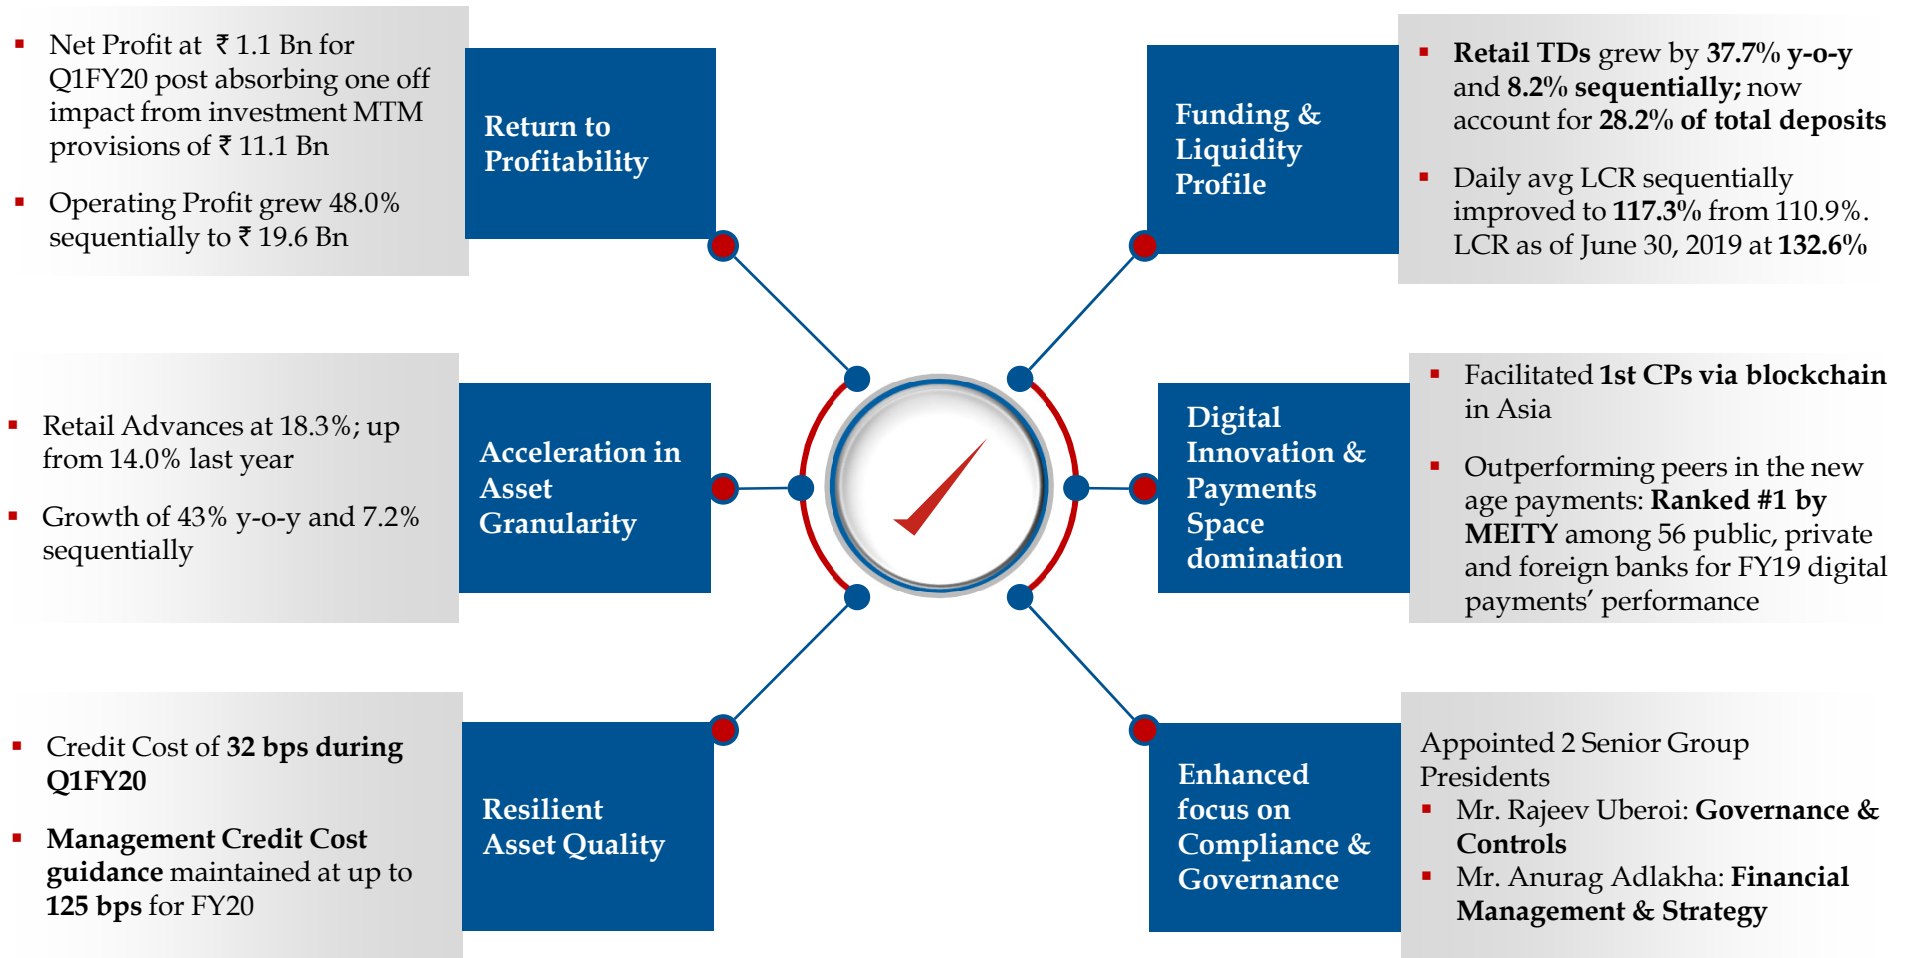 Net Profit at ₹ 1.1 Bn for
Q1FY20 post absorbing one off
impact from investment MTM
provisions of ₹ 11.1 Bn
Operating Profit grew 48.0%
sequentially to ₹ 19.6 Bn
Return to
Profitability
Funding &
Liquidity
Profile
Retail TDs grew by 37.7% y-o-y
and 8.2% sequentially; now
account for 28.2% of total deposits
Daily avg LCR sequentially
improved to 117.3% from 110.9%.
LCR as of June 30, 2019 at 132.6%
Retail Advances at 18.3%; up
from 14.0% last year
Growth of 43% y-o-y and 7.2%
sequentially
Acceleration in
Asset
Granularity
Digital
Innovation &
Payments
Space
domination
Facilitated 1st CPs via blockchain
in Asia
Outperforming peers in the new
age payments: Ranked #1 by
MEITY among 56 public, private
and foreign banks for FY19 digital
payments’ performance
Credit Cost of 32 bps during
Q1FY20
Management Credit Cost
guidance maintained at up to
125 bps for FY20
Resilient
Asset Quality
Enhanced
focus on
Compliance &
Governance
Appointed 2 Senior Group
Presidents
Mr. Rajeev Uberoi: Governance &
Controls
Mr. Anurag Adlakha: Financial
Management & Strategy